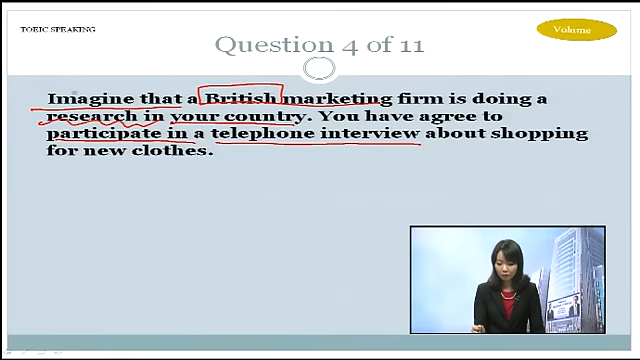 TOEIC SPEAKING
Volume
Question 4 of 11
Imagine that a British marketing firm is doing a
research in your country. You have agree to
participate in a telephone interview about shopping
for new clothes.